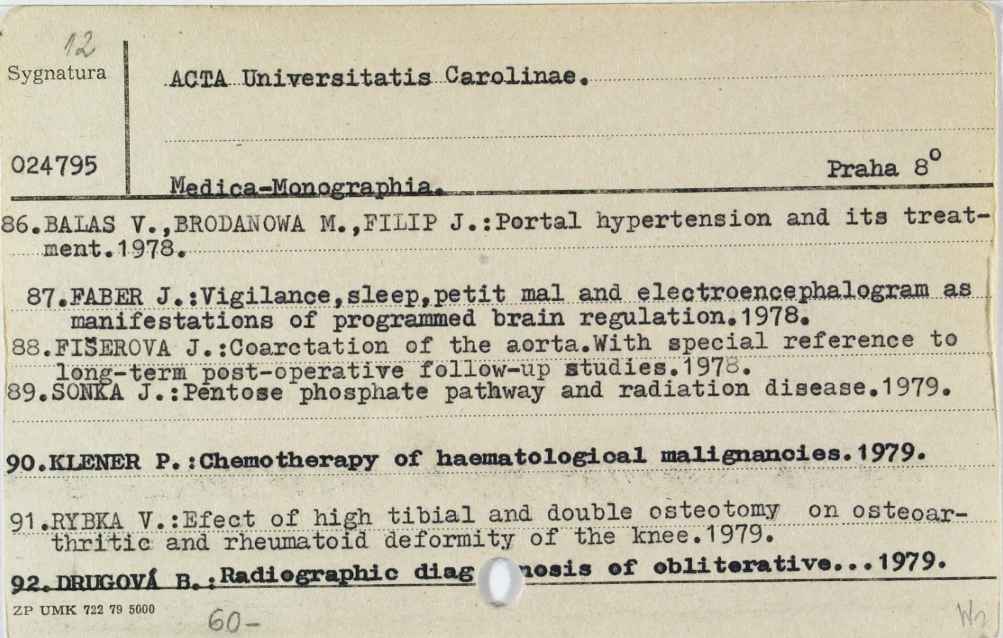 12
Sygnatura
ACTA Universitatis Carolinae.
024795
Praha 8°
Medica-Monographia.
86.BALAS V.,BRODANOWA M.,FILIP J.:Portal hypertension and its treat-
ment.1978.
87.FABER J.:Vigilance,sleep,petit mal and electroencephalogram as
manifestations of programmed brain regulation.1978.
88.FIŠEROVA J.:Coarctation of the aorta.With special reference to
long-term post-operative follow-up studies.1978.
89.SONKA J.:Pentose phosphate pathway and radiation disease.1979.
90.KLENER P.:Chemotherapy of haematological malignancies.1979.
91.RYBKA V.:Efect of high tibial and double osteotomy on osteoar-
thritic and rheumatoid deformity of the knee.1979.
92.DRUGOVÁ B.:Radiographic diag nosis of obliterative...1979.
ZP UMK 722 79 5000
60-